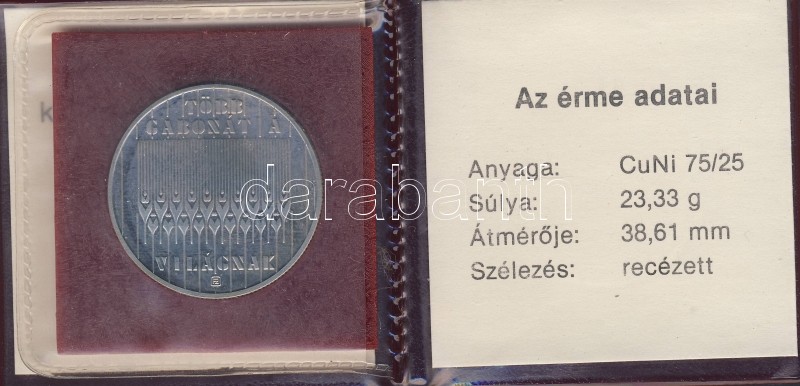 TÖBB
GABONÁT A
VILÁGNAK
darabanth
Az érme adatai
Anyaga: CuNi 75/25
Súlya: 23,33 g
Átmérője: 38,61 mm
Szélezés: recézett